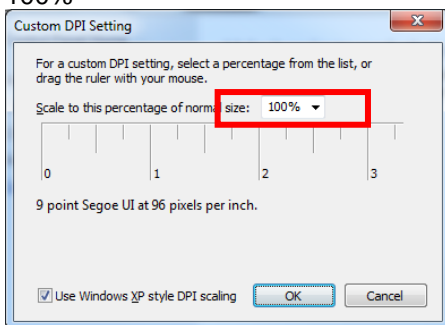 100%
Custom DPI Setting
For a custom DPI setting, select a percentage from the list, or
drag the ruler with your mouse.
Scale to this percentage of normal size: 100%
0 1 2 3
9 point Segoe UI at 96 pixels per inch.
Use Windows XP style DPI scaling OK Cancel